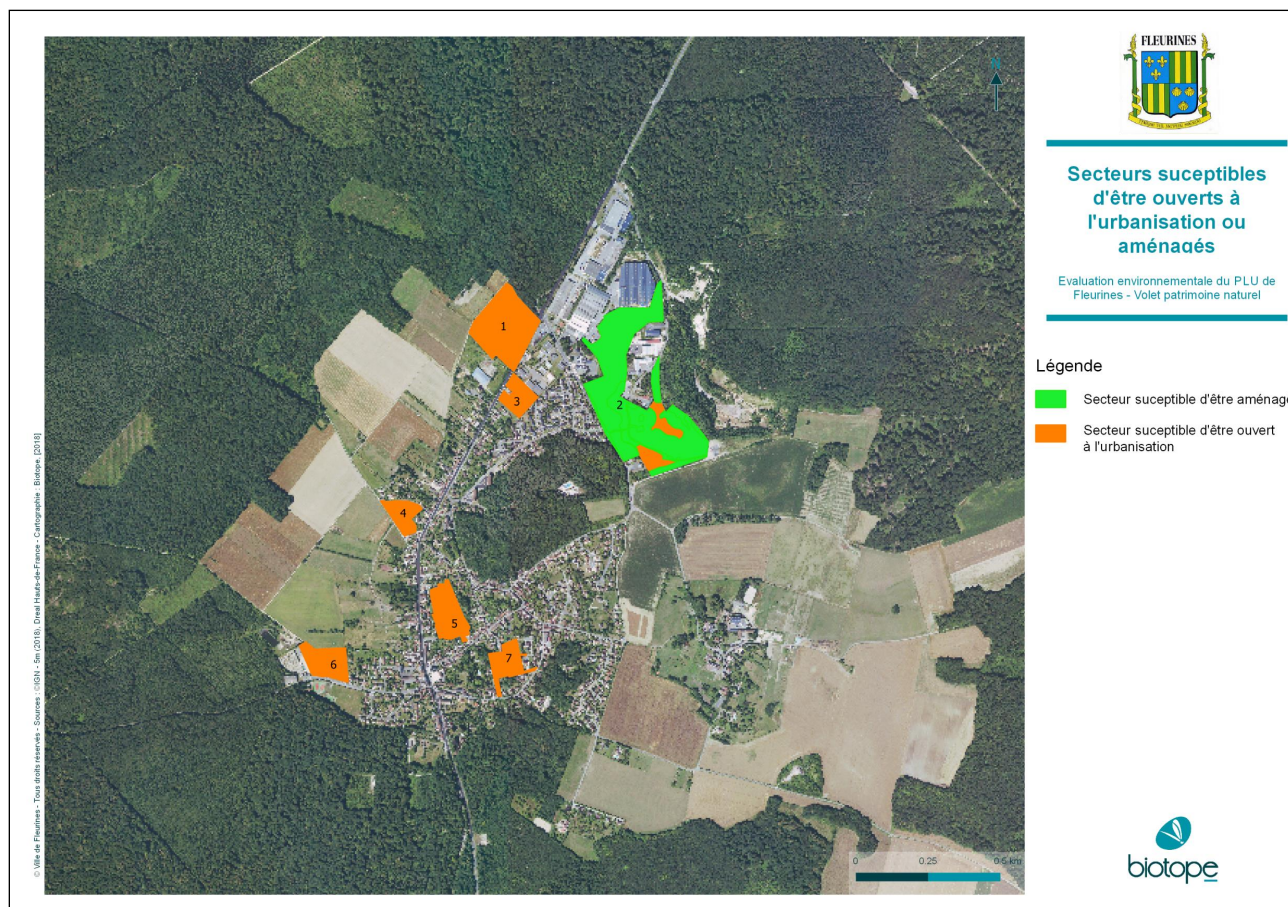 FLEURINES
N
Secteurs suceptibles
d'être ouverts à
l'urbanisation ou
aménagés
Evaluation environnementale du PLU de
Fleurines - Volet patrimoine naturel
Légende
Secteur suceptible d'être aménagé
Secteur suceptible d'être ouvert
à l'urbanisation
1
2
3
4
5
6
7
0
0.25
0.5 km
© Ville de Fleurines - Tous droits réservés - Sources : ©IGN - 5m (2018), Dreal Hauts-de-France - Cartographie : Biotope, [2018]
biotope